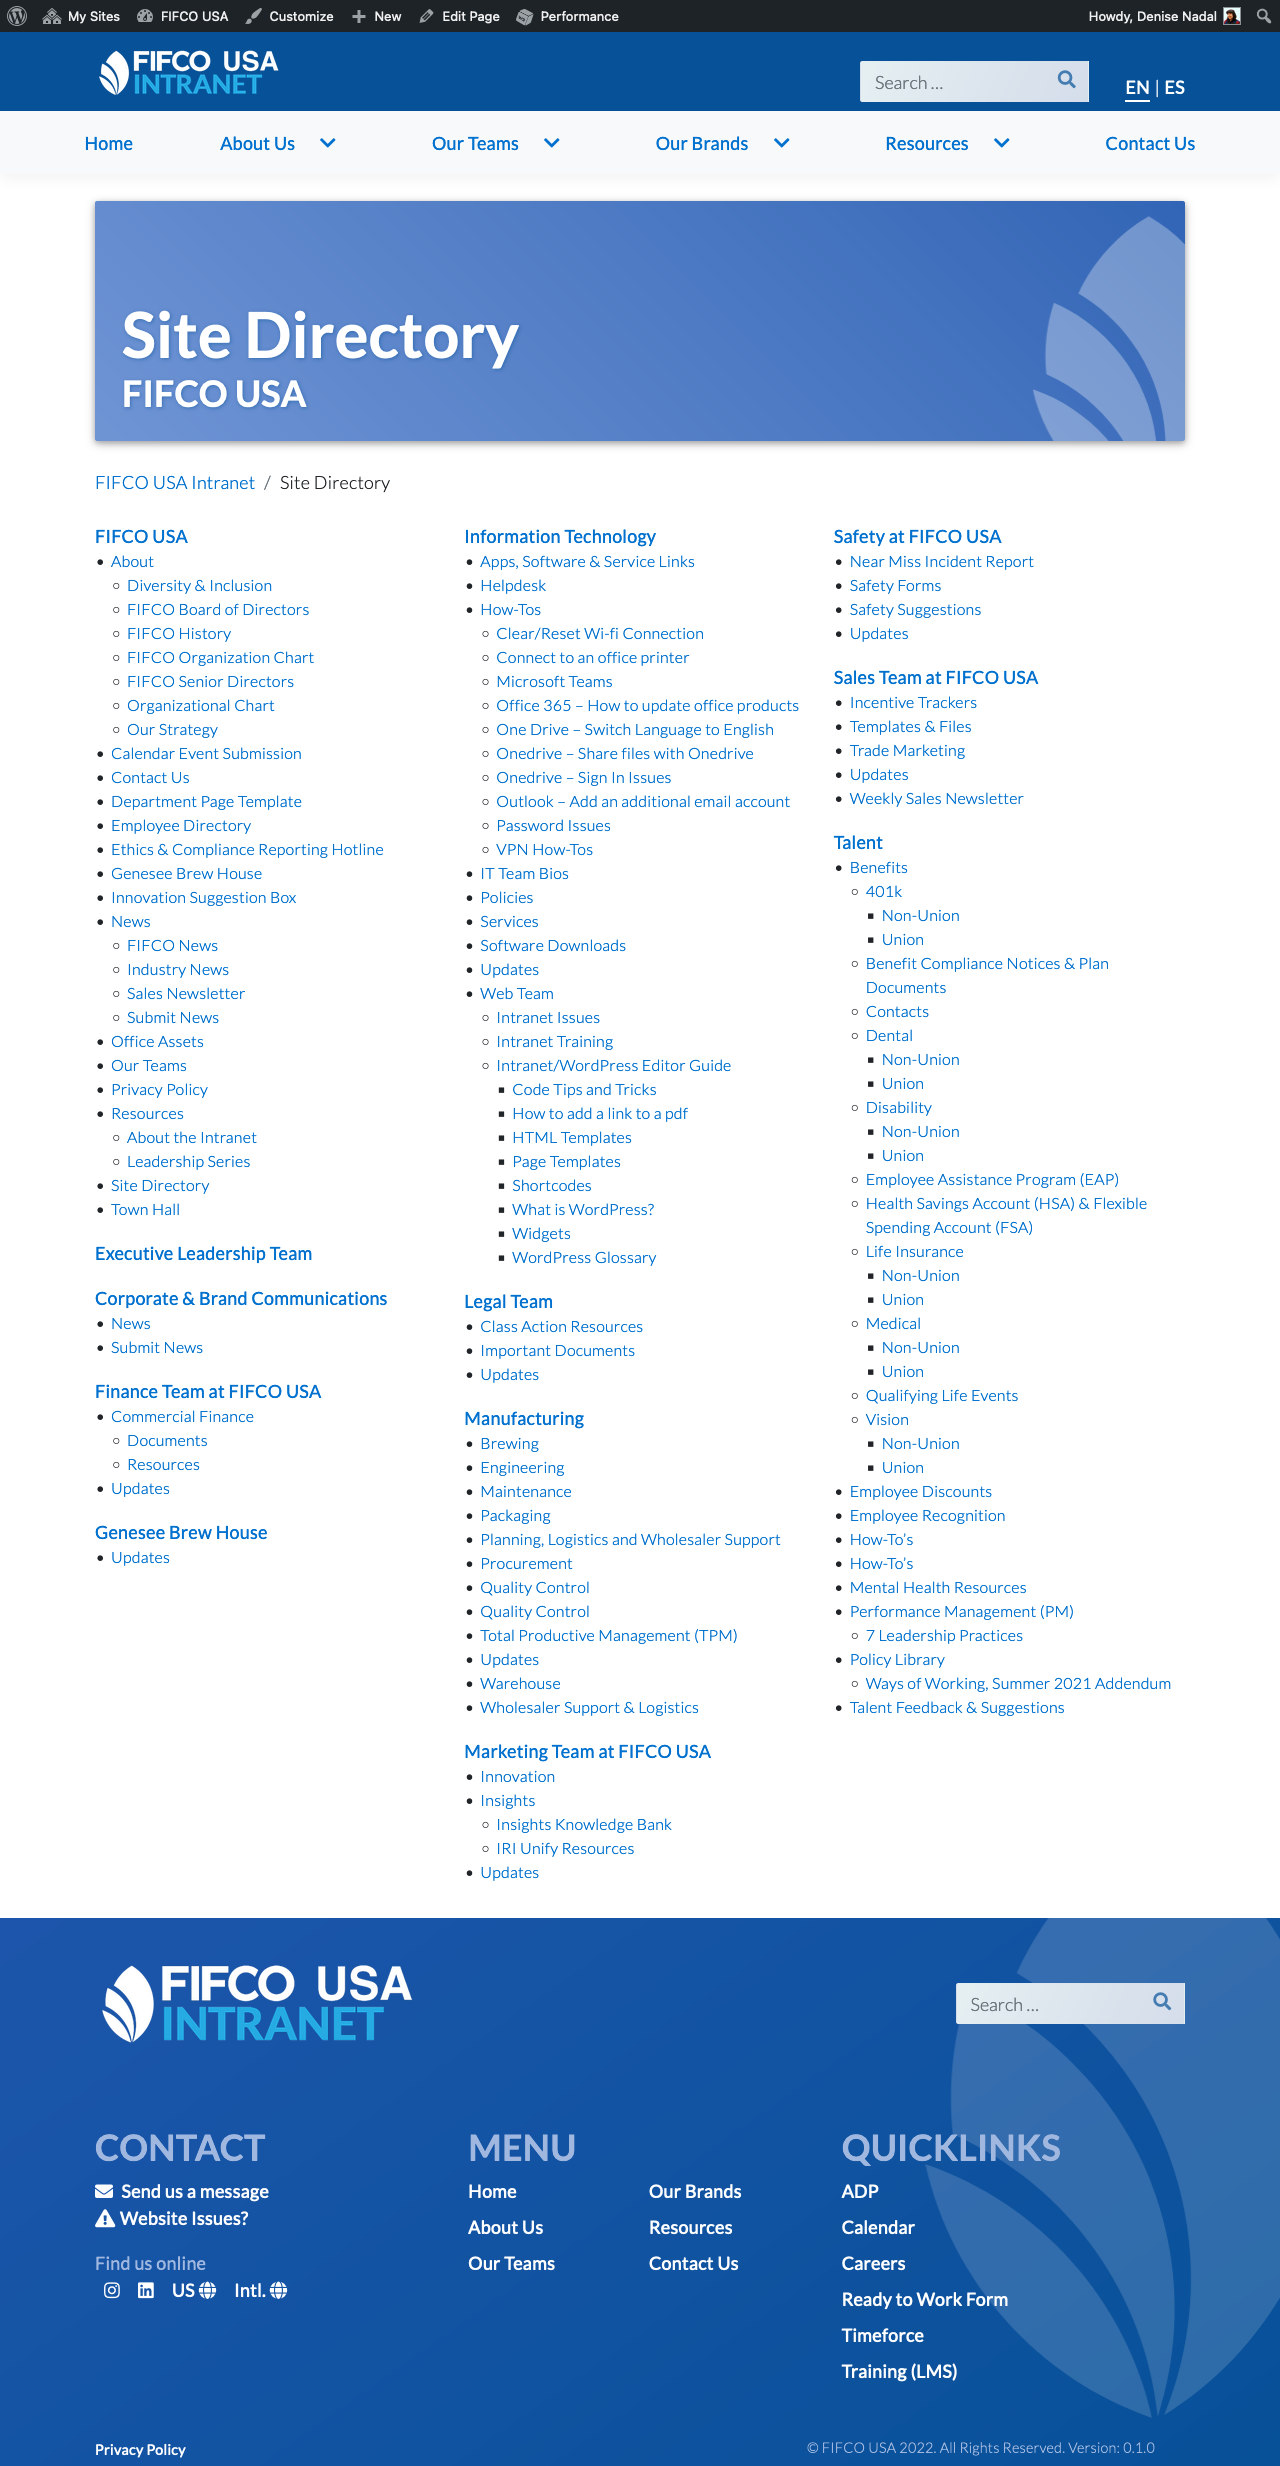 My Sites FIFCO USA Customize New Edit Page Performance Howdy, Denise Nadal
FIFCO USA
INTRANET
Search ...
EN | ES
Home About Us Our Teams Our Brands Resources Contact Us
Site Directory
FIFCO USA
FIFCO USA Intranet / Site Directory
FIFCO USA
About
Diversity & Inclusion
FIFCO Board of Directors
FIFCO History
FIFCO Organization Chart
FIFCO Senior Directors
Organizational Chart
Our Strategy
Calendar Event Submission
Contact Us
Department Page Template
Employee Directory
Ethics & Compliance Reporting Hotline
Genesee Brew House
Innovation Suggestion Box
News
FIFCO News
Industry News
Sales Newsletter
Submit News
Office Assets
Our Teams
Privacy Policy
Resources
About the Intranet
Leadership Series
Site Directory
Town Hall
Executive Leadership Team
Corporate & Brand Communications
News
Submit News
Finance Team at FIFCO USA
Commercial Finance
Documents
Resources
Updates
Genesee Brew House
Updates
Information Technology
Apps, Software & Service Links
Helpdesk
How-Tos
Clear/Reset Wi-fi Connection
Connect to an office printer
Microsoft Teams
Office 365 – How to update office products
One Drive – Switch Language to English
Onedrive – Share files with Onedrive
Onedrive – Sign In Issues
Outlook – Add an additional email account
Password Issues
VPN How-Tos
IT Team Bios
Policies
Services
Software Downloads
Updates
Web Team
Intranet Issues
Intranet Training
Intranet/WordPress Editor Guide
Code Tips and Tricks
How to add a link to a pdf
HTML Templates
Page Templates
Shortcodes
What is WordPress?
Widgets
WordPress Glossary
Legal Team
Class Action Resources
Important Documents
Updates
Manufacturing
Brewing
Engineering
Maintenance
Packaging
Planning, Logistics and Wholesaler Support
Procurement
Quality Control
Quality Control
Total Productive Management (TPM)
Updates
Warehouse
Wholesaler Support & Logistics
Marketing Team at FIFCO USA
Innovation
Insights
Insights Knowledge Bank
IRI Unify Resources
Updates
Safety at FIFCO USA
Near Miss Incident Report
Safety Forms
Safety Suggestions
Updates
Sales Team at FIFCO USA
Incentive Trackers
Templates & Files
Trade Marketing
Updates
Weekly Sales Newsletter
Talent
Benefits
401k
Non-Union
Union
Benefit Compliance Notices & Plan
Documents
Contacts
Dental
Non-Union
Union
Disability
Non-Union
Union
Employee Assistance Program (EAP)
Health Savings Account (HSA) & Flexible
Spending Account (FSA)
Life Insurance
Non-Union
Union
Medical
Non-Union
Union
Qualifying Life Events
Vision
Non-Union
Union
Employee Discounts
Employee Recognition
How-To's
How-To's
Mental Health Resources
Performance Management (PM)
7 Leadership Practices
Policy Library
Ways of Working, Summer 2021 Addendum
Talent Feedback & Suggestions
FIFCO USA
INTRANET
Search ...
CONTACT
Send us a message
Website Issues?
Find us online
US Intl.
MENU
Home
About Us
Our Teams
Our Brands
Resources
Contact Us
QUICKLINKS
ADP
Calendar
Careers
Ready to Work Form
Timeforce
Training (LMS)
Privacy Policy
© FIFCO USA 2022. All Rights Reserved. Version: 0.1.0